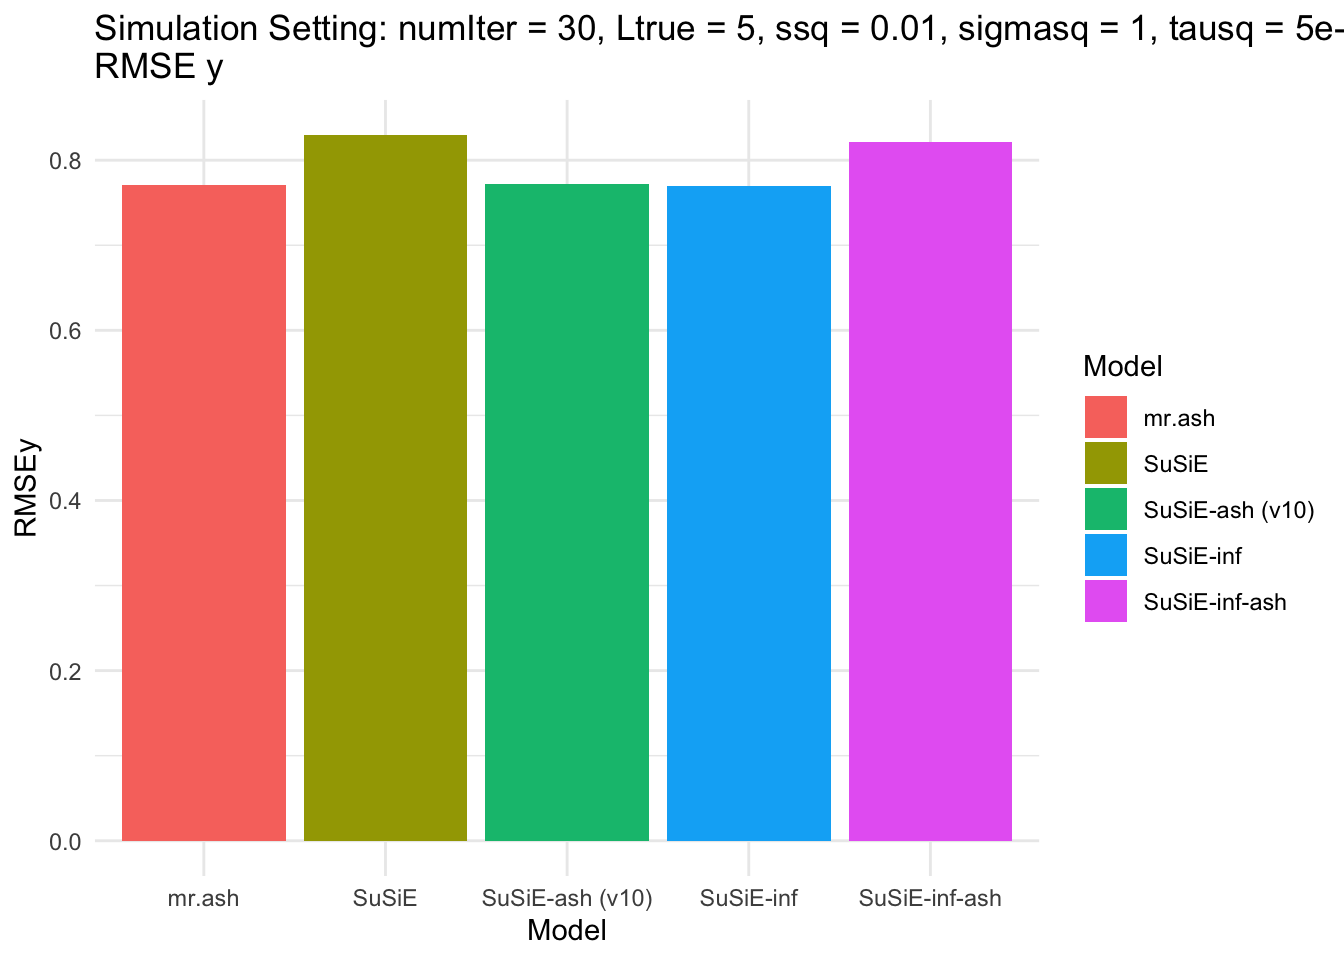 Simulation Setting: numIter = 30, Ltrue = 5, ssq = 0.01, sigmasq = 1, tausq = 5e-
RMSE y
0.8
0.6
0.4
0.2
0.0
RMSEy
mr.ash
SuSiE
SuSiE-ash (v10)
SuSiE-inf
SuSiE-inf-ash
Model
Model
mr.ash
SuSiE
SuSiE-ash (v10)
SuSiE-inf
SuSiE-inf-ash